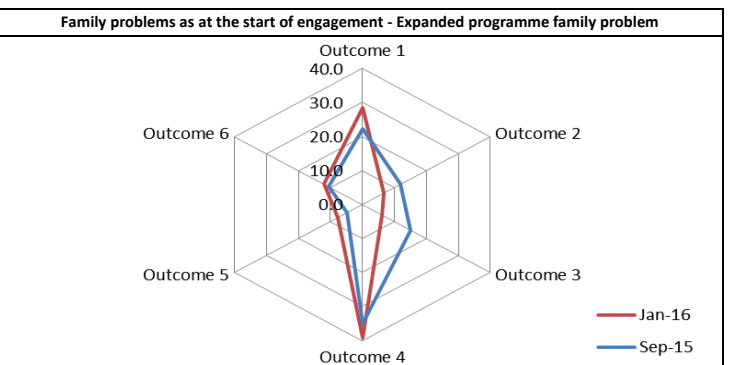 Family problems as at the start of engagement - Expanded programme family problem
Outcome 1
40.0
30.0
Outcome 6
Outcome 2
20.0
10.0
0.0
Outcome 5
Outcome 3
Jan-16
Sep-15
Outcome 4